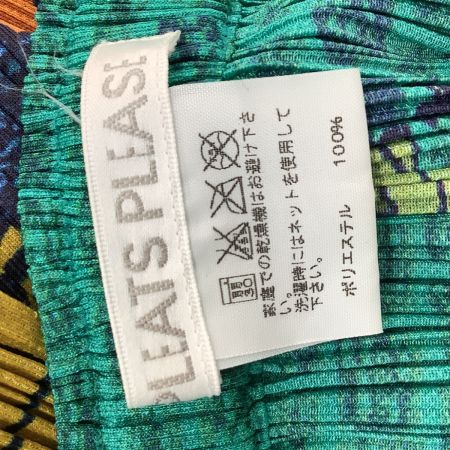 PLEATS PLEASE
家庭での乾燥機はお避け下さ
い。
洗濯時にはネットを使用して
下さい。
ポリエステル 100%